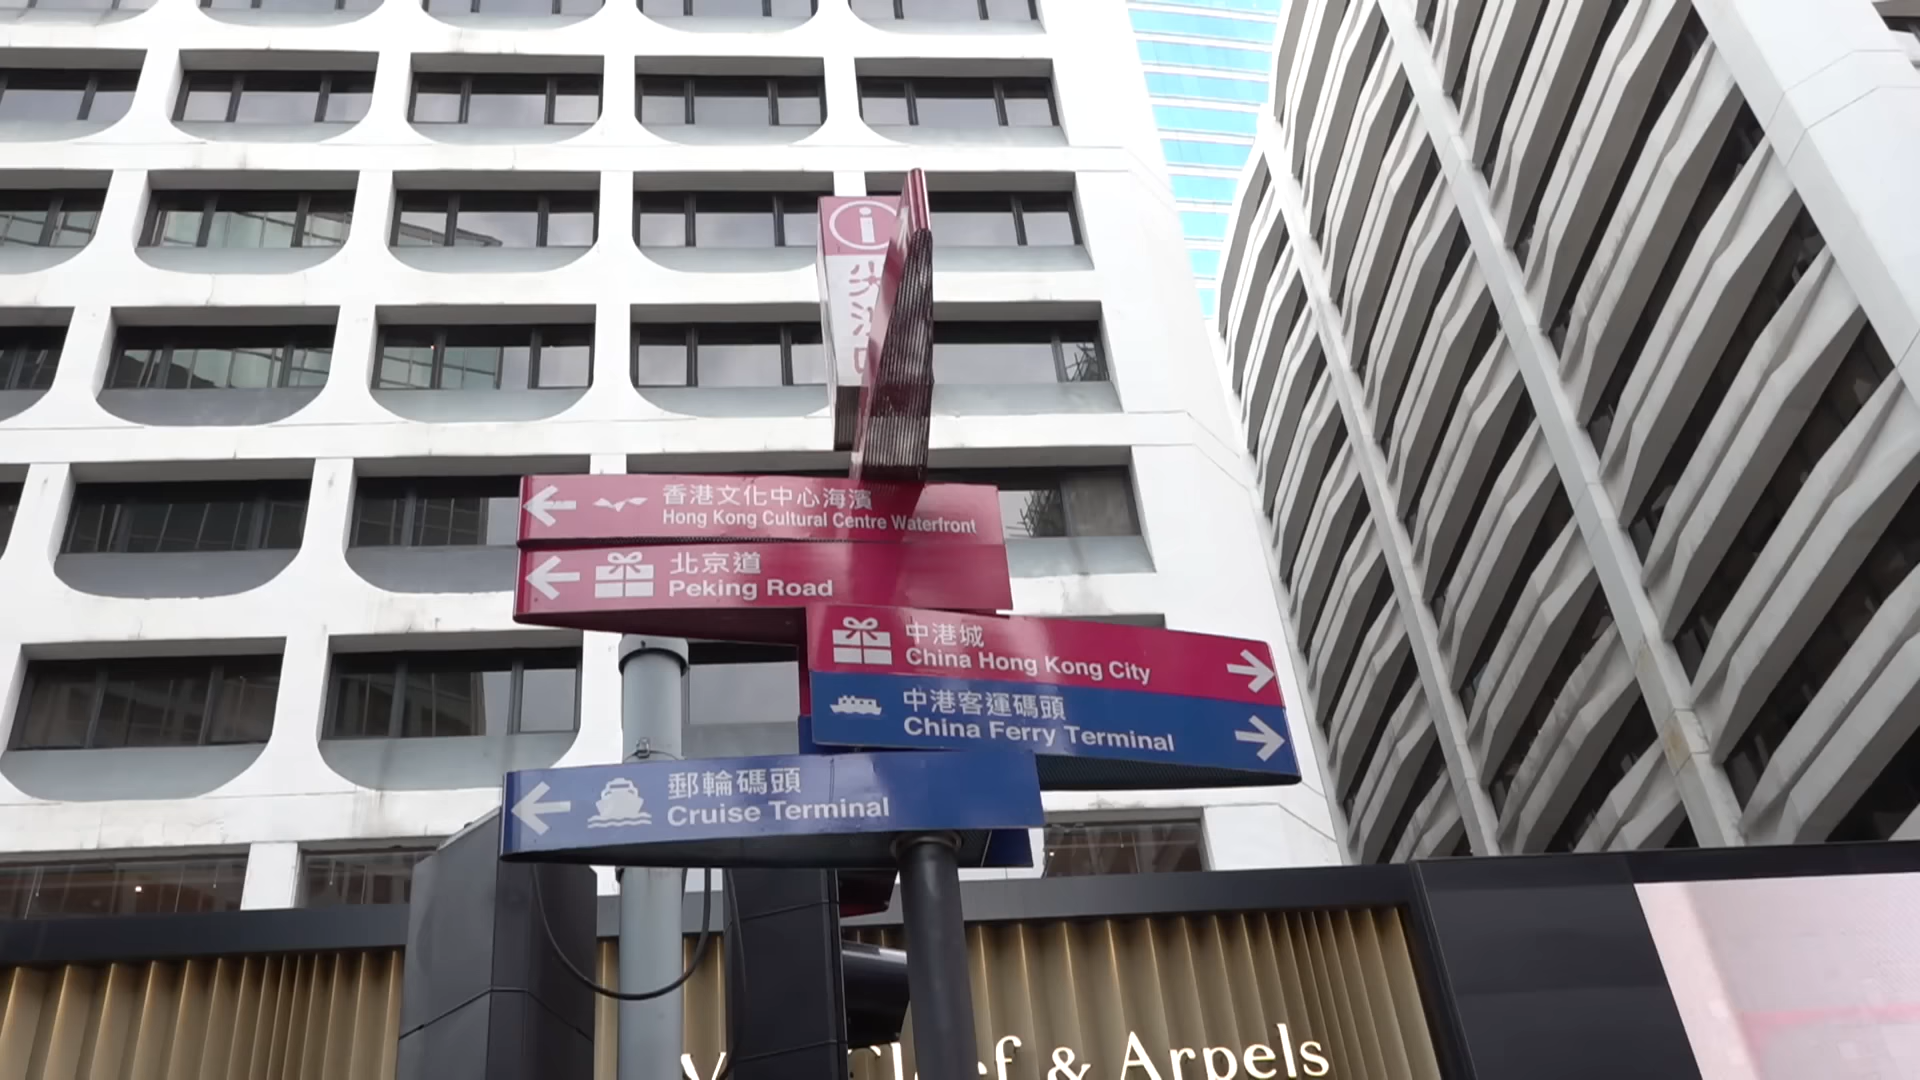 i
尖沙
香港文化中心海濱
Hong Kong Cultural Centre Waterfront
北京道
Peking Road
中港城
China Hong Kong City
中港客運碼頭
China Ferry Terminal
郵輪碼頭
Cruise Terminal
& Arpels